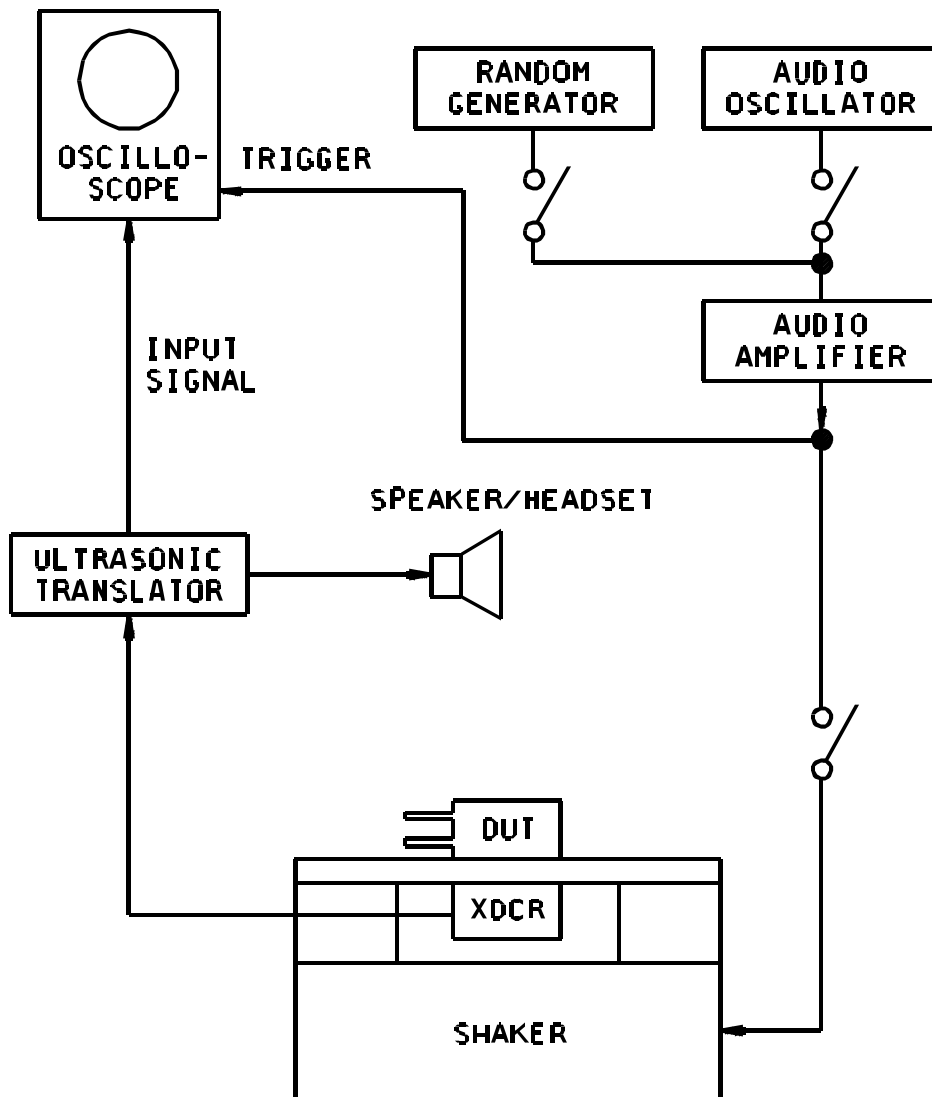 RANDOM
GENERATOR
AUDIO
OSCILLATOR
OSCILLO-
SCOPE
TRIGGER
AUDIO
AMPLIFIER
INPUT
SIGNAL
SPEAKER/HEADSET
ULTRASONIC
TRANSLATOR
DUT
XDCR
SHAKER